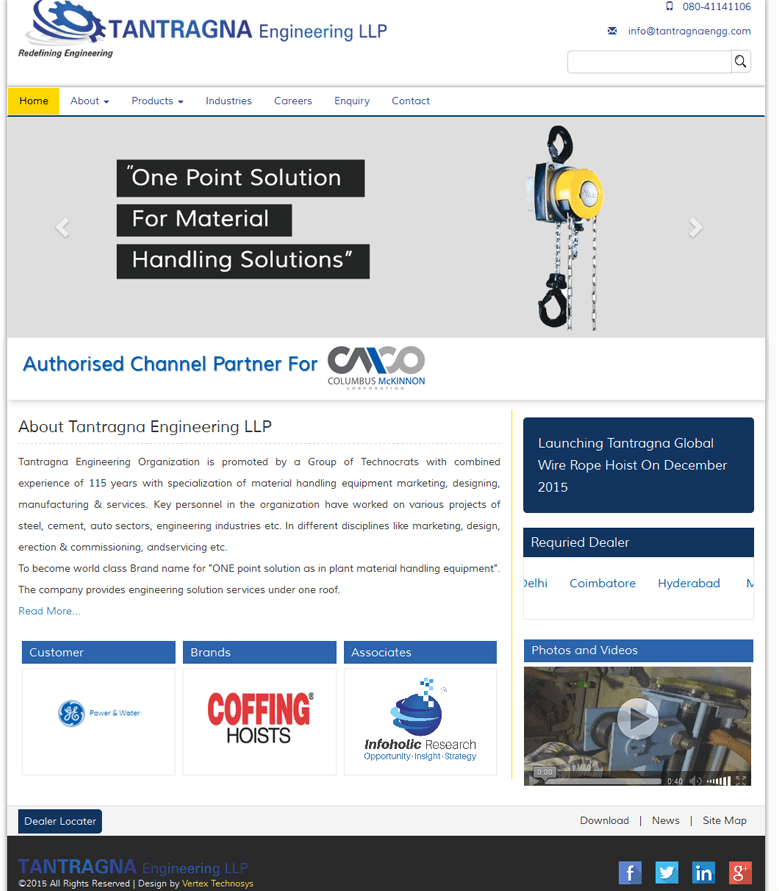 080-41141106
TANTRAGNA Engineering LLP
info@tantragnaengg.com
Redefining Engineering
Home About Products Industries Careers Enquiry Contact
"One Point Solution
For Material
Handling Solutions"
Authorised Channel Partner For CMCO
COLUMBUS McKINNON
CORPORATION
About Tantragna Engineering LLP
Tantragna Engineering Organization is promoted by a Group of Technocrats with combined
experience of 115 years with specialization of material handling equipment marketing, designing,
manufacturing & services. Key personnel in the organization have worked on various projects of
steel, cement, auto sectors, engineering industries etc. In different disciplines like marketing, design,
erection & commissioning, andservicing etc.
To become world class Brand name for "ONE point solution as in plant material handling equipment".
The company provides engineering solution services under one roof.
Read More...
Launching Tantragna Global
Wire Rope Hoist On December
2015
Requried Dealer
Delhi Coimbatore Hyderabad M
Customer
GE Power & Water
Brands
COFFING®
HOISTS
Associates
Infoholic Research
Opportunity·Insight·Strategy
Photos and Videos
0:00
0:40
Dealer Locater
Download | News | Site Map
TANTRAGNA Engineering LLP
©2015 All Rights Reserved | Design by Vertex Technosys
f in g+